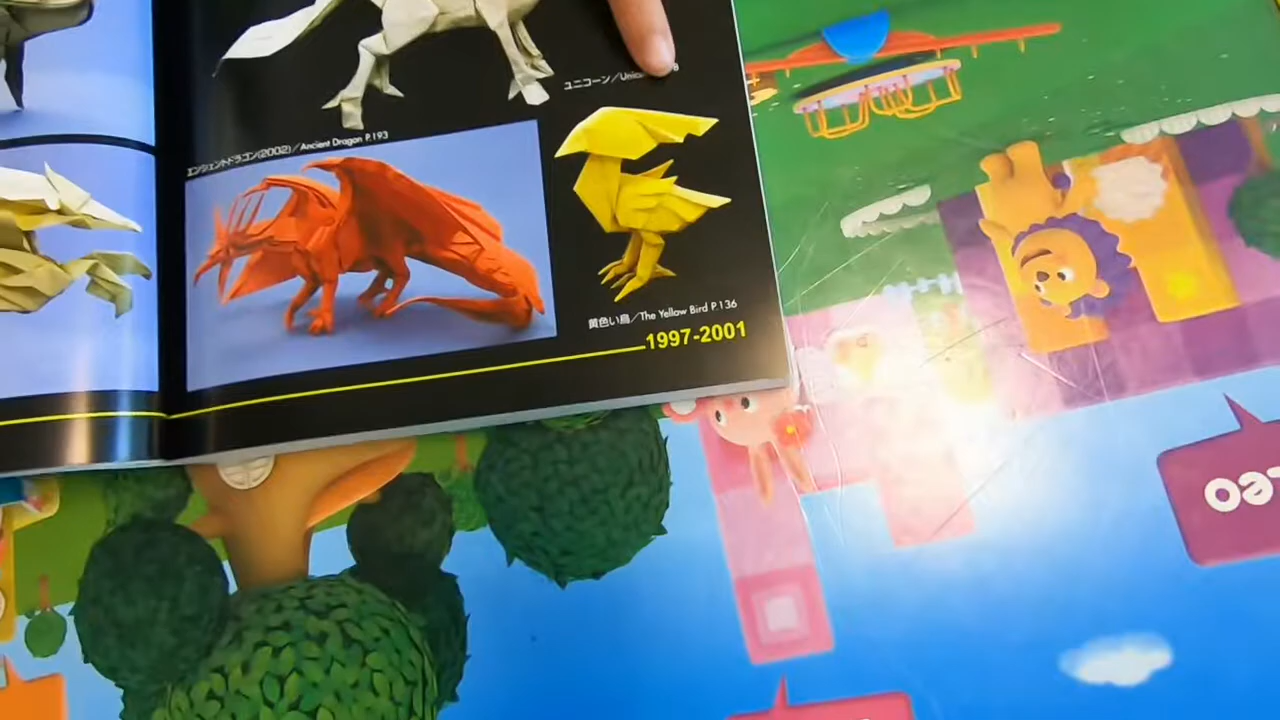 ユニコーン/
エンシェントドラゴン(2002)/Ancient Dragon P.193
黄色い鳥/The Yellow Bird P.136
1997-2001
Leo